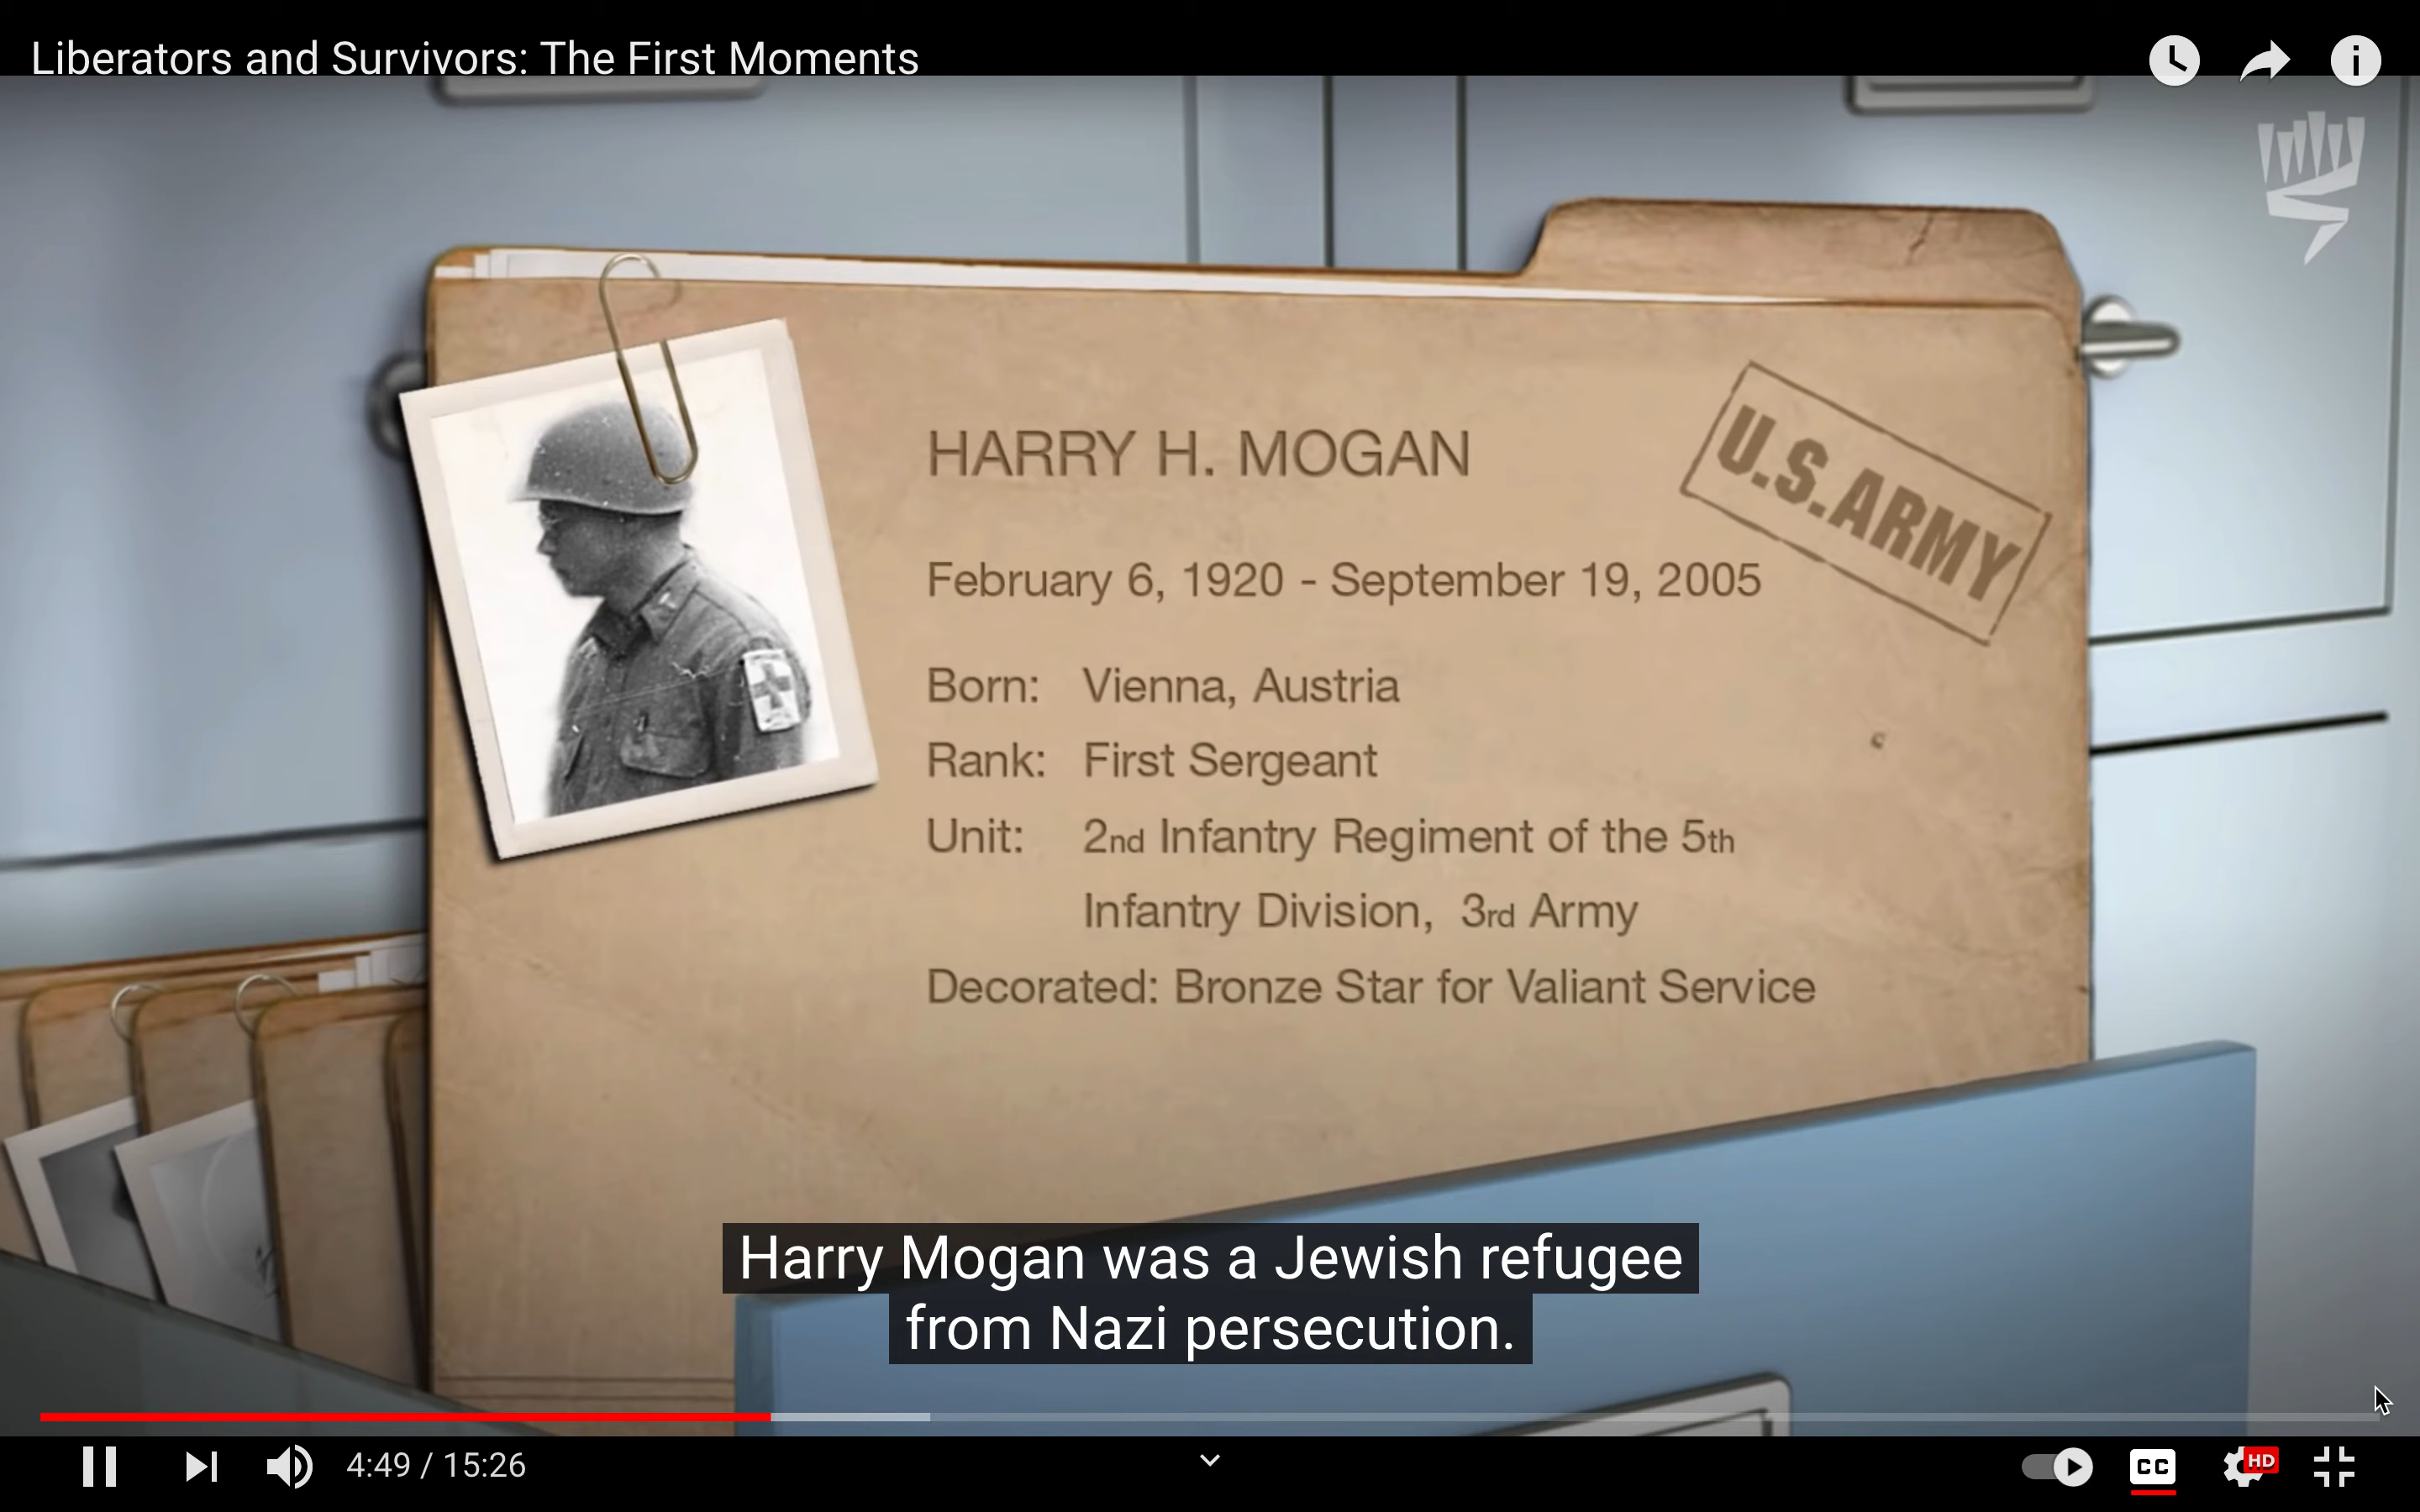 Liberators and Survivors: The First Moments
U.S.ARMY
HARRY H. MOGAN
February 6, 1920 - September 19, 2005
Born: Vienna, Austria
Rank: First Sergeant
Unit: 2nd Infantry Regiment of the 5th
Infantry Division, 3rd Army
Decorated: Bronze Star for Valiant Service
Harry Mogan was a Jewish refugee
from Nazi persecution.
4:49 / 15:26
CC
HD